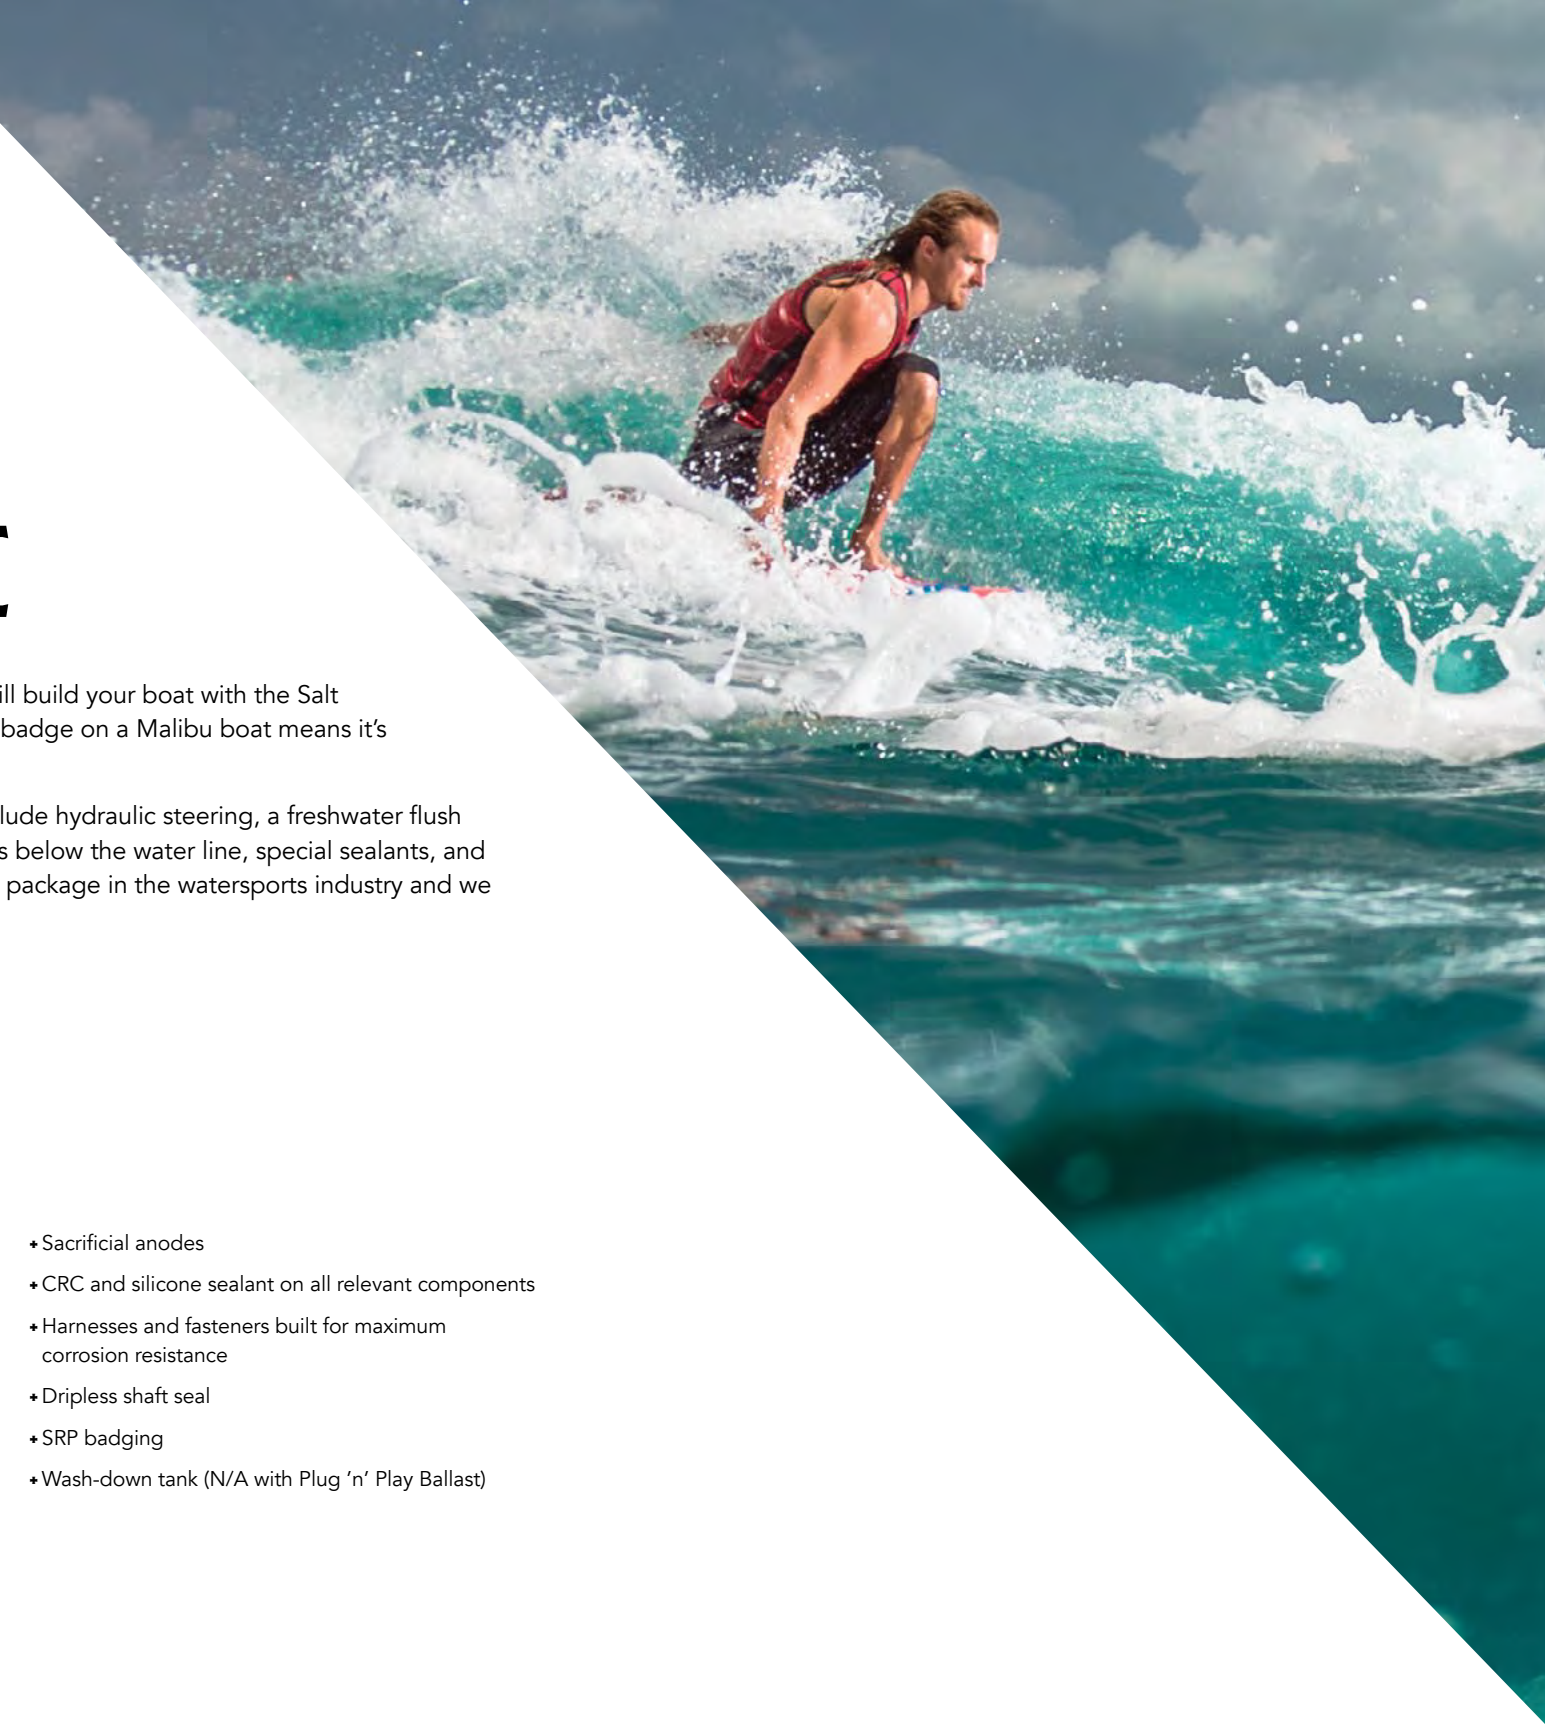 ill build your boat with the Salt
badge on a Malibu boat means it’s
lude hydraulic steering, a freshwater flush
s below the water line, special sealants, and
package in the watersports industry and we
+ Sacrificial anodes
+ CRC and silicone sealant on all relevant components
+ Harnesses and fasteners built for maximum
corrosion resistance
+ Dripless shaft seal
+ SRP badging
+ Wash-down tank (N/A with Plug ’n’ Play Ballast)